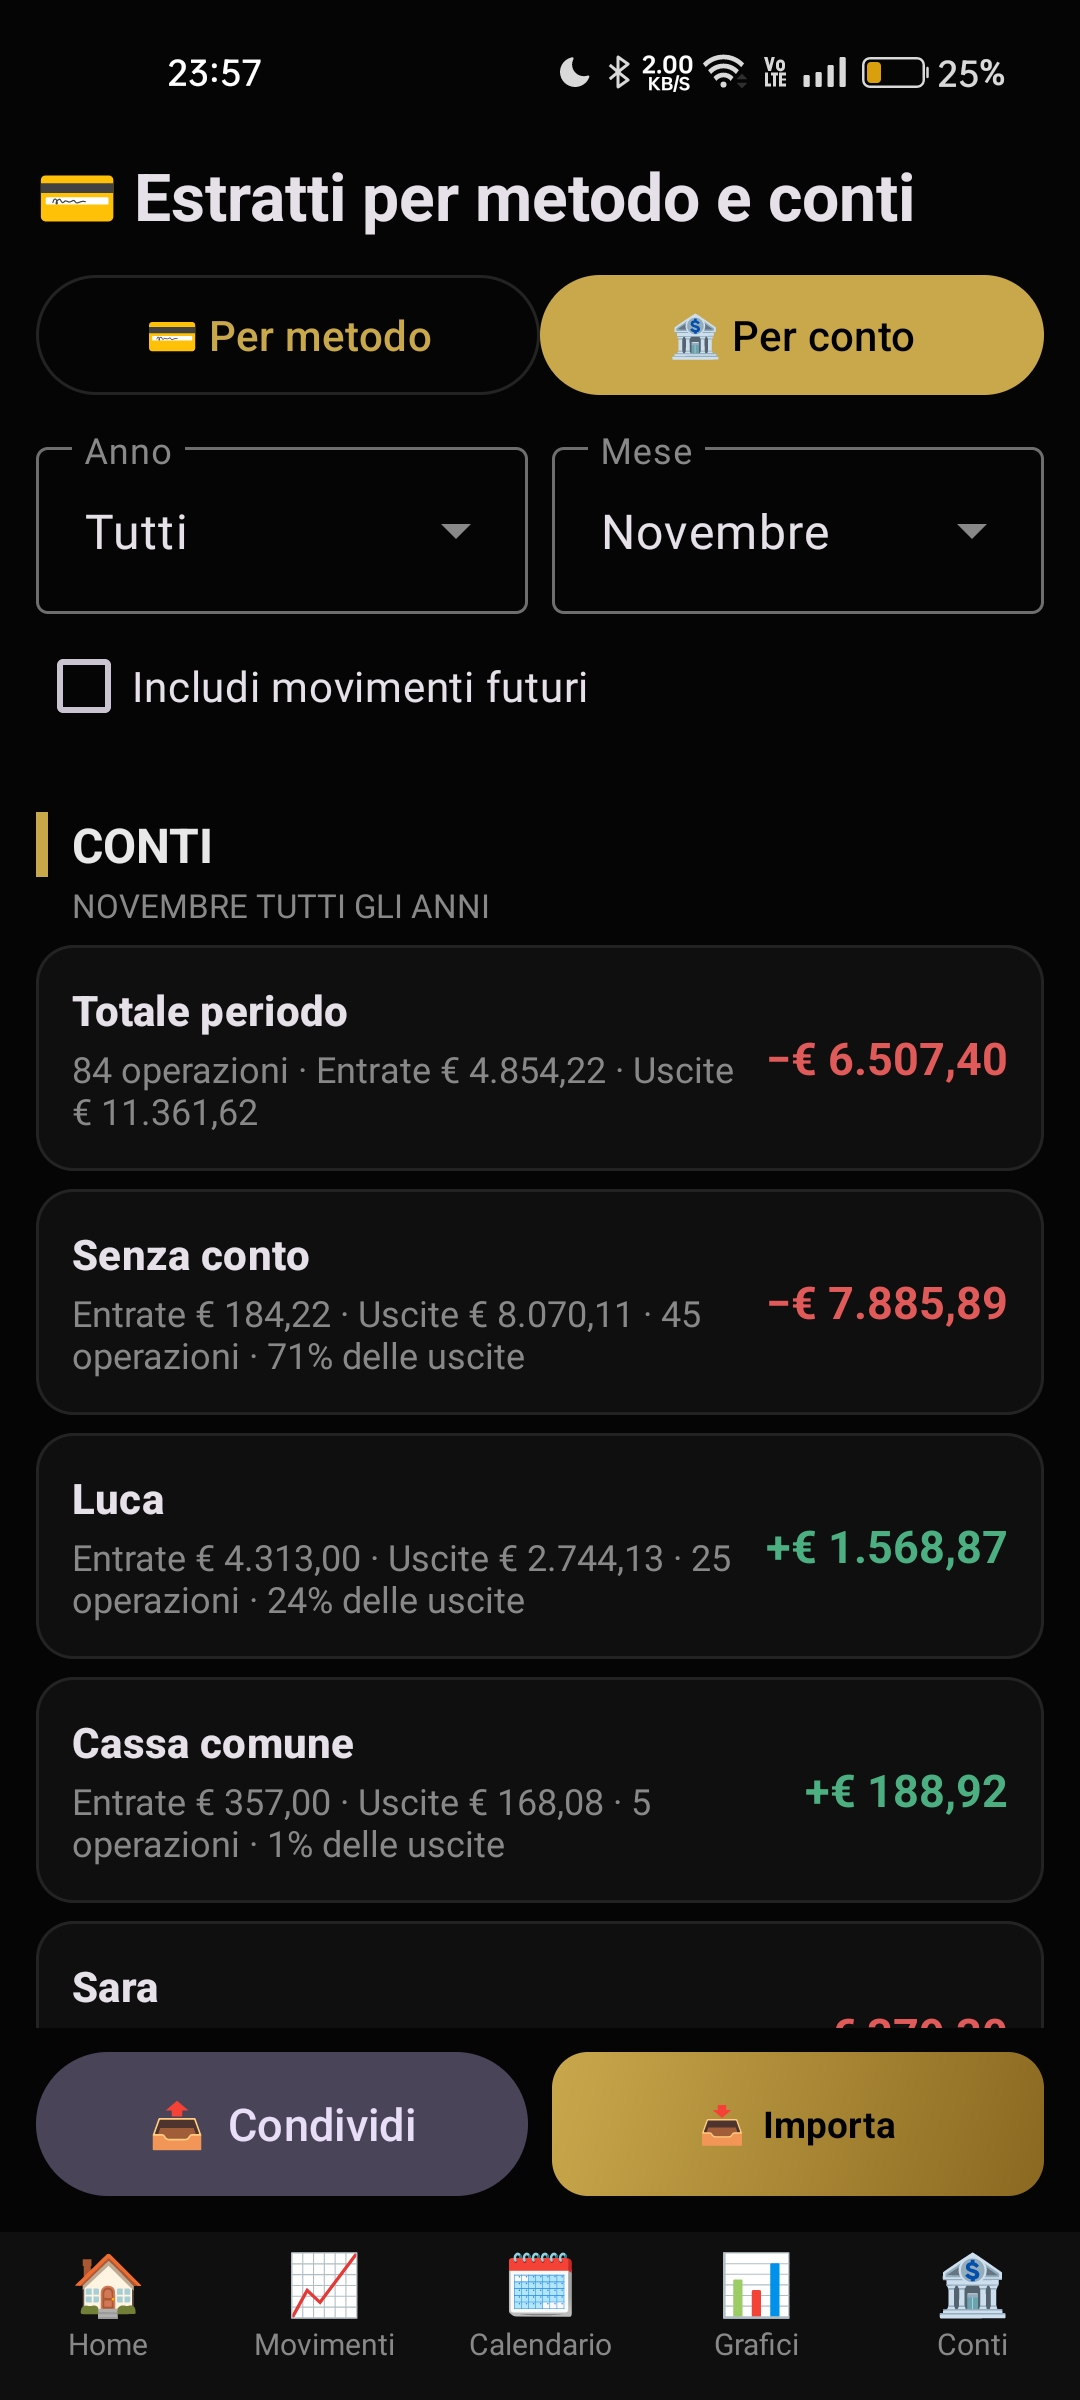 23:57
2.00 KB/S
Vo LTE
25%
Estratti per metodo e conti
Per metodo
Per conto
Anno
Mese
Tutti
Novembre
Includi movimenti futuri
CONTI
NOVEMBRE TUTTI GLI ANNI
Totale periodo
84 operazioni · Entrate € 4.854,22 · Uscite
€ 11.361,62
−€ 6.507,40
Senza conto
Entrate € 184,22 · Uscite € 8.070,11 · 45
operazioni · 71% delle uscite
−€ 7.885,89
Luca
Entrate € 4.313,00 · Uscite € 2.744,13 · 25
operazioni · 24% delle uscite
+€ 1.568,87
Cassa comune
Entrate € 357,00 · Uscite € 168,08 · 5
operazioni · 1% delle uscite
+€ 188,92
Sara
Condividi
Importa
Home
Movimenti
Calendario
Grafici
Conti